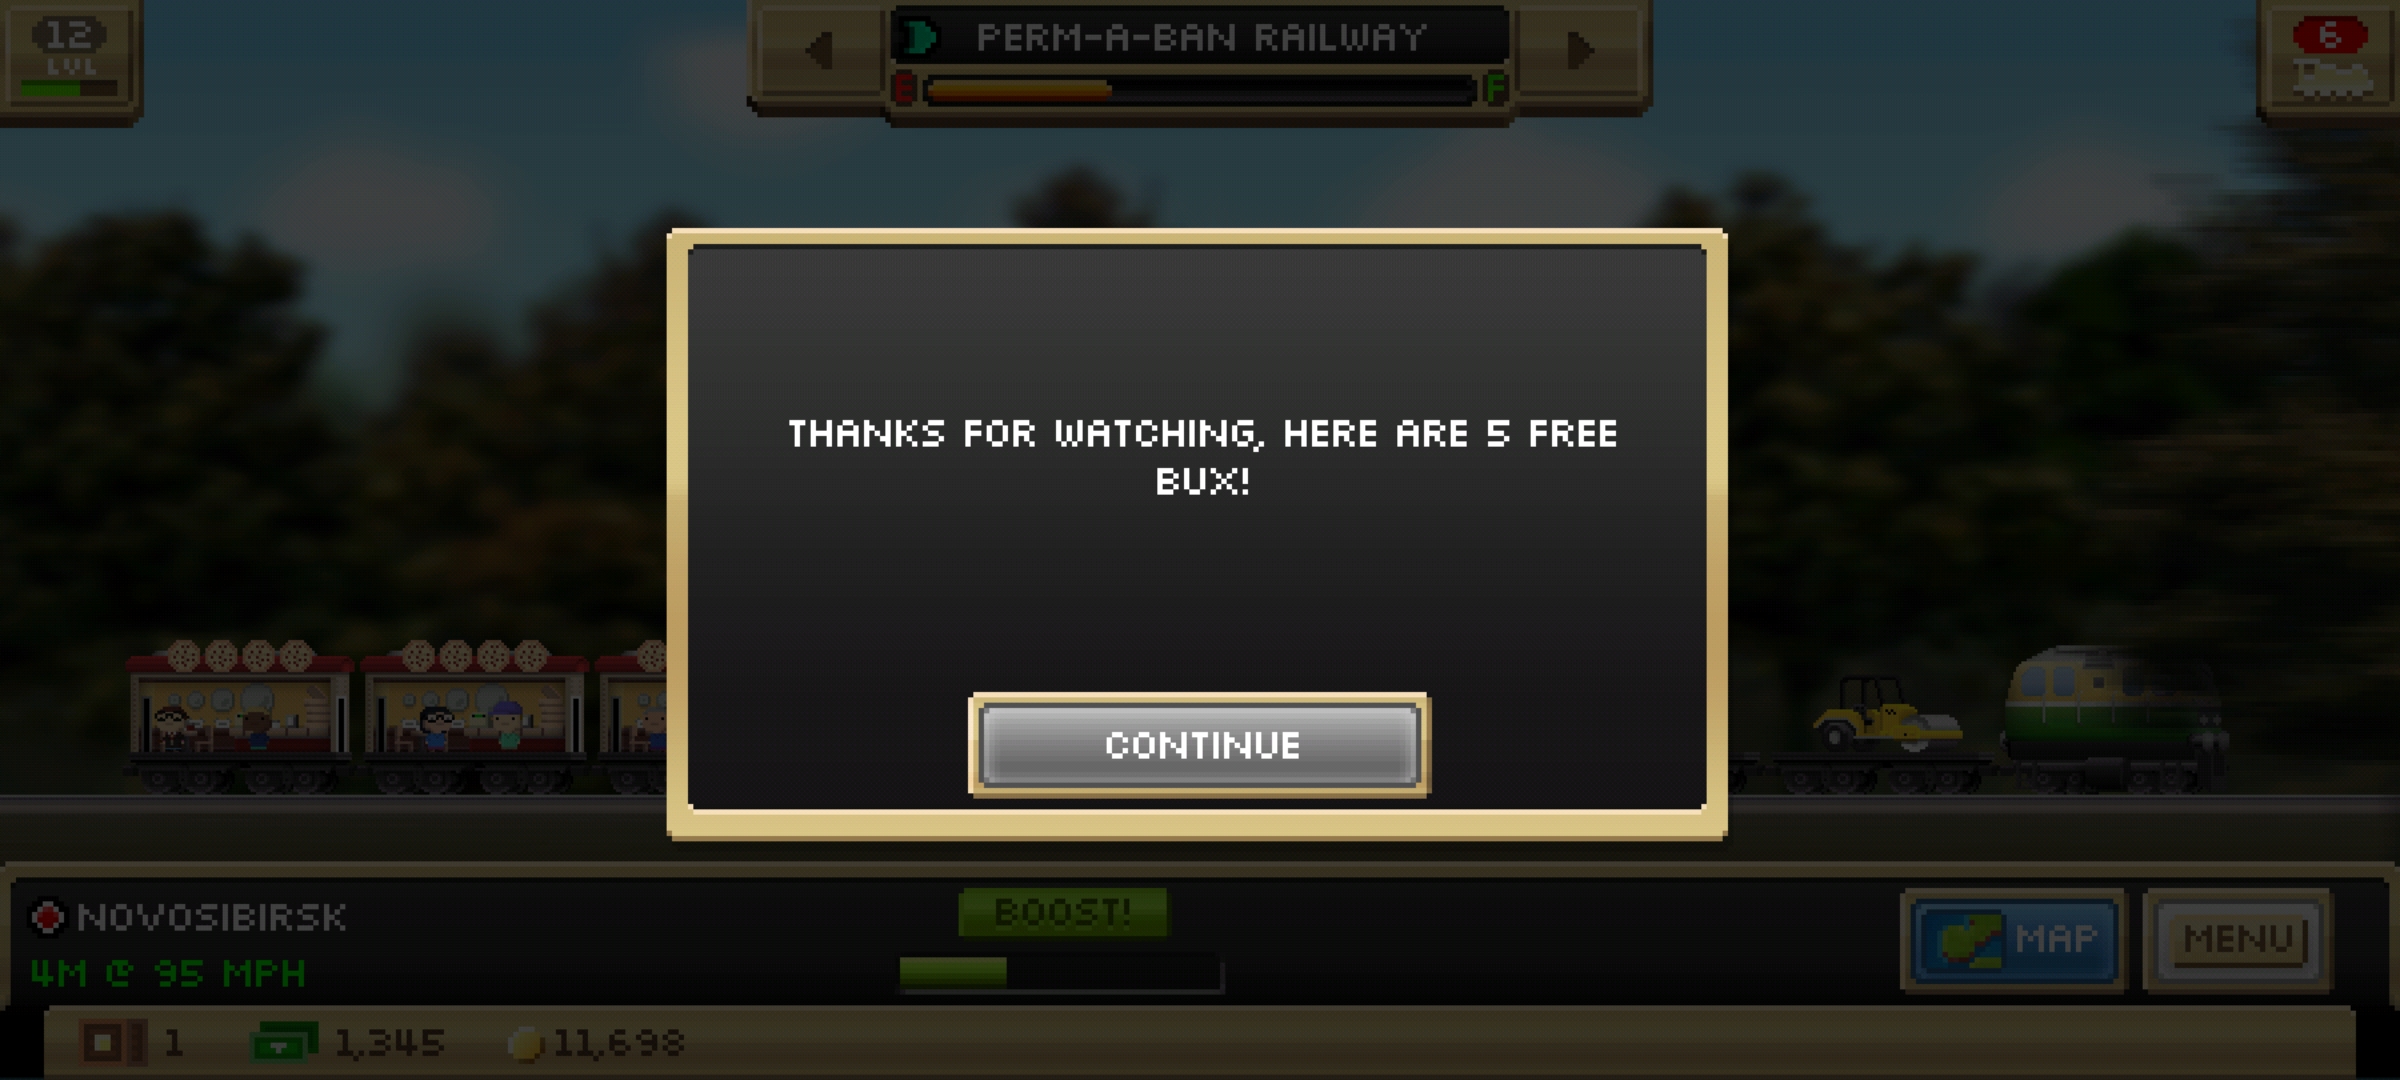 12
LVL
PERM-A-BAN RAILWAY
E F
6
THANKS FOR WATCHING, HERE ARE 5 FREE
BUX!
CONTINUE
NOVOSIBIRSK
4M @ 95 MPH
BOOST!
MAP
MENU
1 1,345 11,698